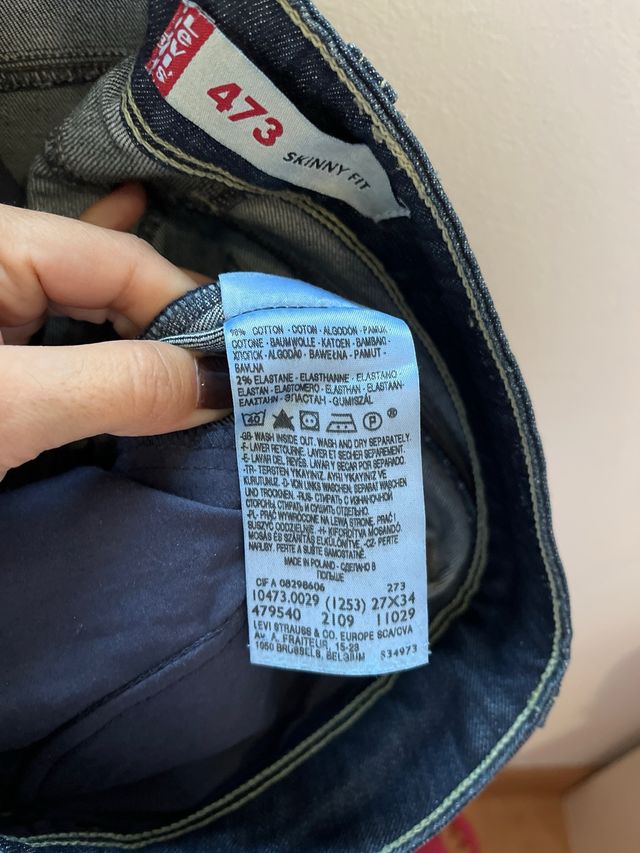 Levi's
473
SKINNY FIT
98% COTTON - COTON - ALGODÓN - PAMUK
COTONE - BAUMWOLLE - KATOEN - BAMBAKI -
ХЛОПОК - ALGODÃO - BAWEŁNA - PAMUT -
BAVLNA
2% ELASTANE - ELASTHANNE - ELASTANO
ELASTAN - ELASTOMERO - ELASTHAN - ELASTAAN-
ΕΛΑΣΤΑΝΗ - ЭЛАСТАН - GUMISZÁL
40 P ®
-GB- WASH INSIDE OUT. WASH AND DRY SEPARATELY.
-F- LAVER RETOURNE. LAVER ET SECHER SEPAREMENT.
-E- LAVAR DEL REVÉS. LAVAR Y SECAR POR SEPARADO.
-TR- TERSTEN YIKAYINIZ. AYRI YIKAYINIZ VE
KURUTUNUZ. -D- VON LINKS WASCHEN, SEPARAT WASCHEN
UND TROCKNEN. -RUS- СТИРАТЬ С ИЗНАНОЧНОЙ
СТОРОНЫ, СТИРАТЬ И СУШИТЬ ОТДЕЛЬНО.
-PL- PRAĆ WYWRÓCONE NA LEWĄ STRONĘ, PRAĆ I
SUSZYĆ ODDZIELNIE. -H- KIFORDÍTVA MOSANDÓ.
MOSÁS ÉS SZÁRÍTÁS ELKÜLÖNÍTVE. -CZ- PERTE
NARUBY. PERTE A SUŠTE SAMOSTATNĚ.
MADE IN POLAND - СДЕЛАНО В
ПОЛЬШЕ
CIF A 08298606 273
10473.0029 (1253) 27X34
479540 2109 11029
LEVI STRAUSS & CO. EUROPE SCA/CVA
AV. A. FRAITEUR, 15-23
1050 BRUSSELS, BELGIUM S34973